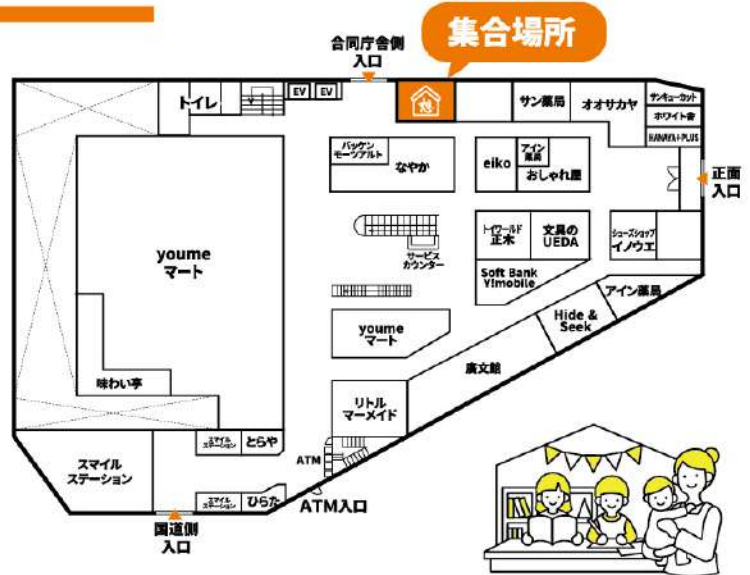 集合場所
合同庁舎側
入口
トイレ
EV
EV
想
サン薬局
オオサカヤ
サンキューカット
ホワイト舎
HANAYA+PLUS
バッケン
モーツアルト
なやか
eiko
アイン
薬局
おしゃれ屋
正面
入口
youme
マート
サービス
カウンター
トイワールド
正木
文具の
UEDA
シューズショップ
イノウエ
Soft Bank
Y!mobile
アイン薬局
Hide &
Seek
youme
マート
廣文館
味わい亭
リトル
マーメイド
スマイル
ステーション
スマイル
ステーション
とらや
ATM
スマイル
ステーション
ひらた
ATM入口
国道側
入口